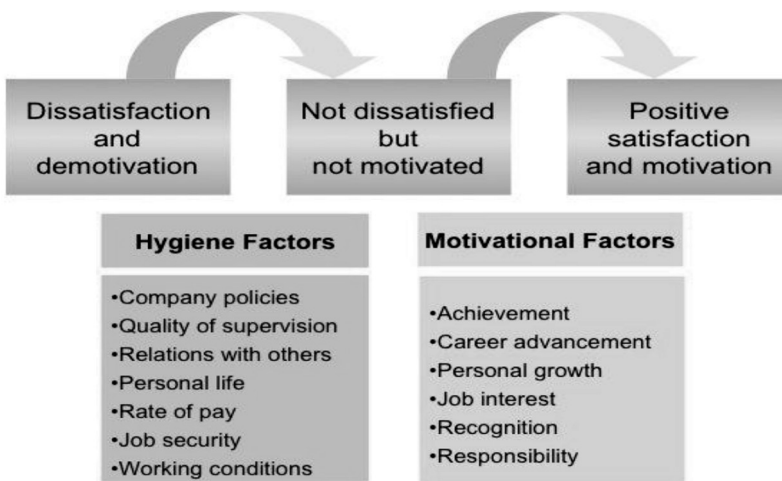 Dissatisfaction
and
demotivation
Not dissatisfied
but
not motivated
Positive
satisfaction
and motivation
Hygiene Factors
•Company policies
•Quality of supervision
•Relations with others
•Personal life
•Rate of pay
•Job security
•Working conditions
Motivational Factors
•Achievement
•Career advancement
•Personal growth
•Job interest
•Recognition
•Responsibility